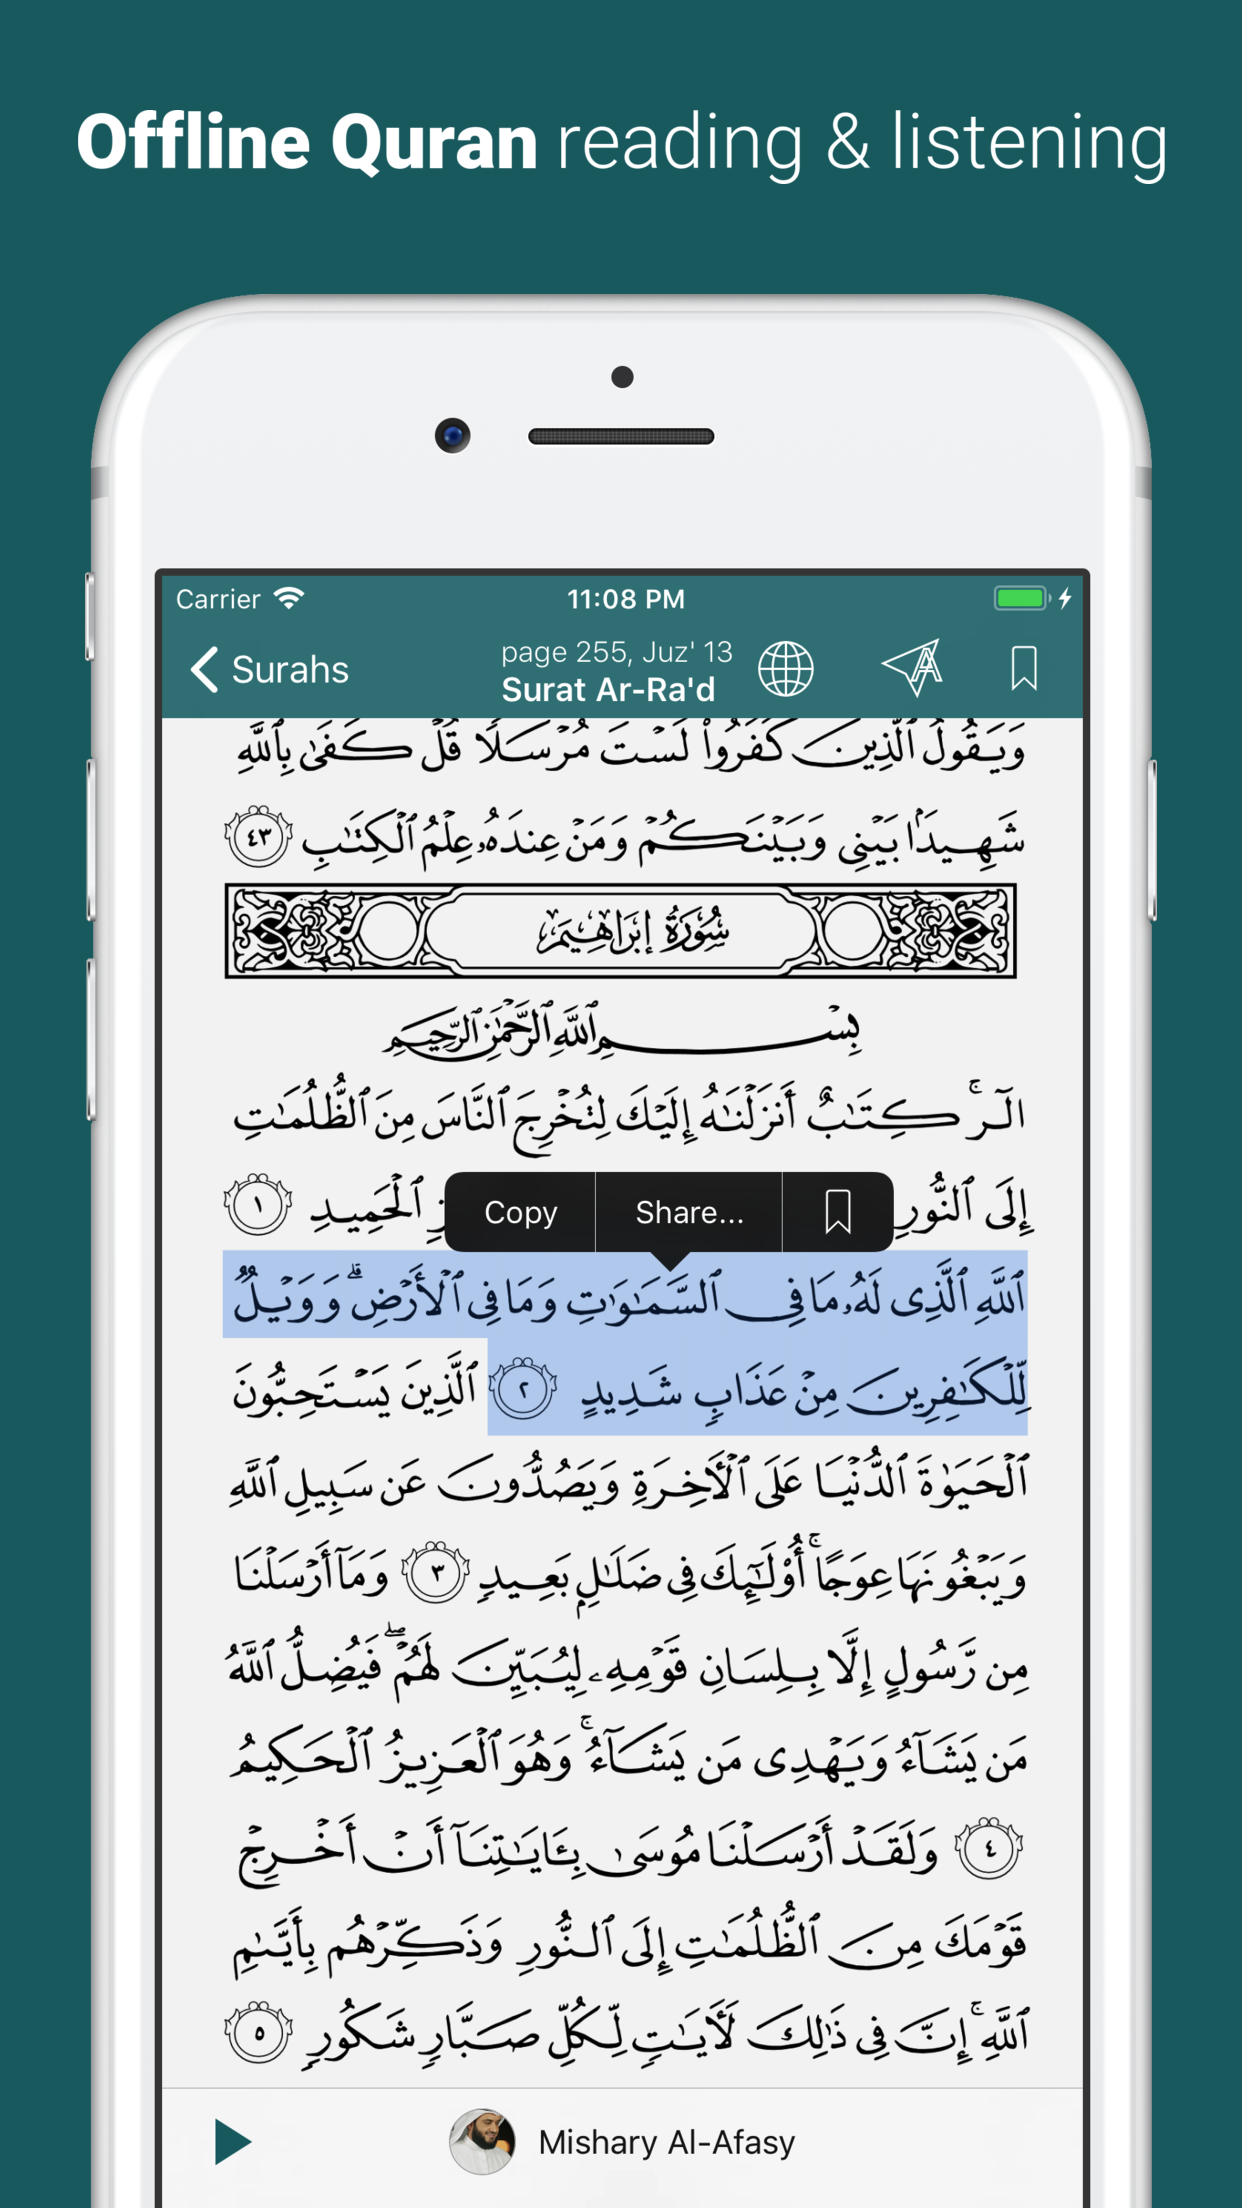 Offline Quran reading & listening
Carrier 11:08 PM
Surahs
page 255, Juz' 13
Surat Ar-Ra'd
وَيَقُولُ ٱلَّذِينَ كَفَرُواْ لَسْتَ مُرْسَلًا قُلْ كَفَىٰ بِٱللَّهِ
شَهِيدًۢا بَيْنِى وَبَيْنَكُمْ وَمَنْ عِندَهُۥ عِلْمُ ٱلْكِتَٰبِ ٤٣
سُورَةُ إِبْرَاهِيمَ
بِسْمِ ٱللَّهِ ٱلرَّحْمَٰنِ ٱلرَّحِيمِ
الٓر ۚ كِتَٰبٌ أَنزَلْنَٰهُ إِلَيْكَ لِتُخْرِجَ ٱلنَّاسَ مِنَ ٱلظُّلُمَٰتِ
Copy Share...
إِلَى ٱلنُّورِ ٱلْحَمِيدِ ١
ٱللَّهِ ٱلَّذِى لَهُۥ مَا فِى ٱلسَّمَٰوَٰتِ وَمَا فِى ٱلْأَرْضِ ۗ وَوَيْلٌ
لِّلْكَٰفِرِينَ مِنْ عَذَابٍ شَدِيدٍ ٢ ٱلَّذِينَ يَسْتَحِبُّونَ
ٱلْحَيَوٰةَ ٱلدُّنْيَا عَلَى ٱلْأَخِرَةِ وَيَصُدُّونَ عَن سَبِيلِ ٱللَّهِ
وَيَبْغُونَهَا عِوَجًا ۚ أُوْلَٰٓئِكَ فِى ضَلَٰلٍۭ بَعِيدٍ ٣ وَمَآ أَرْسَلْنَا
مِن رَّسُولٍ إِلَّا بِلِسَانِ قَوْمِهِۦ لِيُبَيِّنَ لَهُمْ ۖ فَيُضِلُّ ٱللَّهُ
مَن يَشَآءُ وَيَهْدِى مَن يَشَآءُ ۚ وَهُوَ ٱلْعَزِيزُ ٱلْحَكِيمُ
٤ وَلَقَدْ أَرْسَلْنَا مُوسَىٰ بِـَٔايَٰتِنَآ أَنْ أَخْرِجْ
قَوْمَكَ مِنَ ٱلظُّلُمَٰتِ إِلَى ٱلنُّورِ وَذَكِّرْهُم بِأَيَّىٰمِ
ٱللَّهِ ۚ إِنَّ فِى ذَٰلِكَ لَأَيَٰتٍ لِّكُلِّ صَبَّارٍ شَكُورٍ ٥
Mishary Al-Afasy